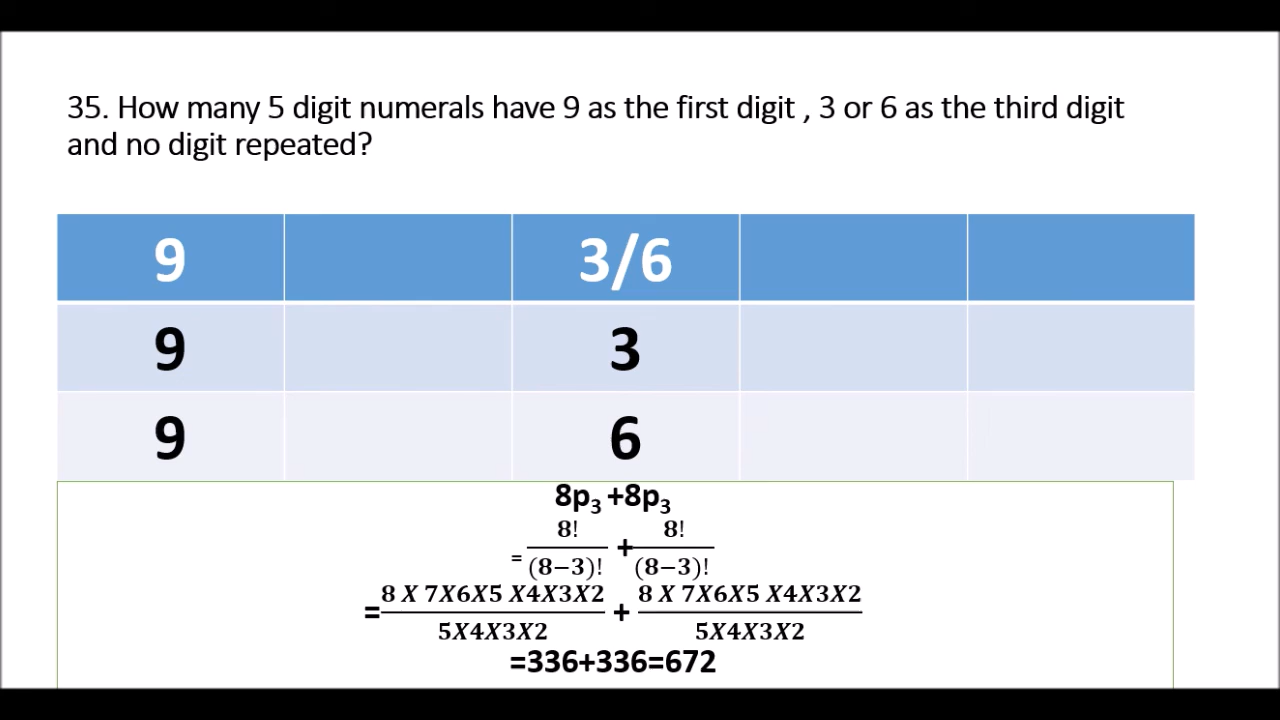 35. How many 5 digit numerals have 9 as the first digit , 3 or 6 as the third digit
and no digit repeated?
9 3/6
9 3
9 6
8p₃ +8p₃
= 8!/(8−3)! + 8!/(8−3)!
= 8 X 7X6X5 X4X3X2/5X4X3X2 + 8 X 7X6X5 X4X3X2/5X4X3X2
=336+336=672